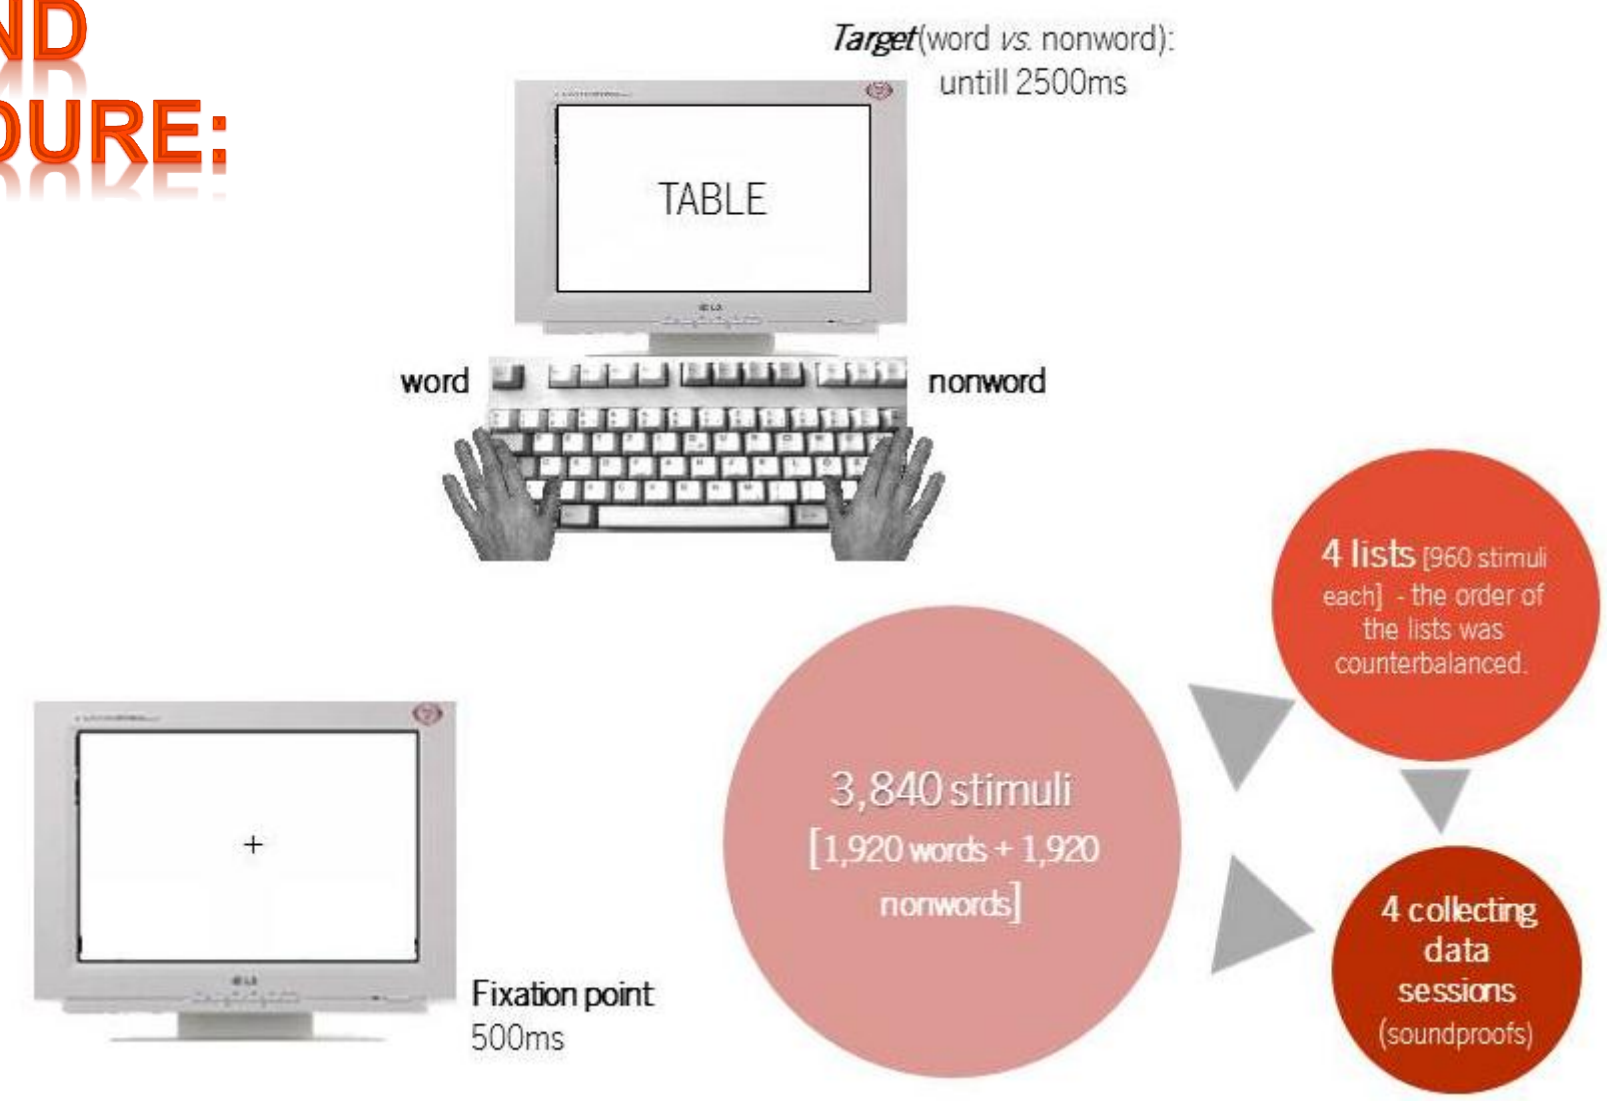 ND
DURE:
Target(word vs. nonword):
untill 2500ms
TABLE
word
nonword
Fixation point
500ms
3,840 stimuli
[1,920 words + 1,920
nonwords]
4 lists [960 stimuli
each] - the order of
the lists was
counterbalanced.
4 collecting
data
sessions
(soundproofs)